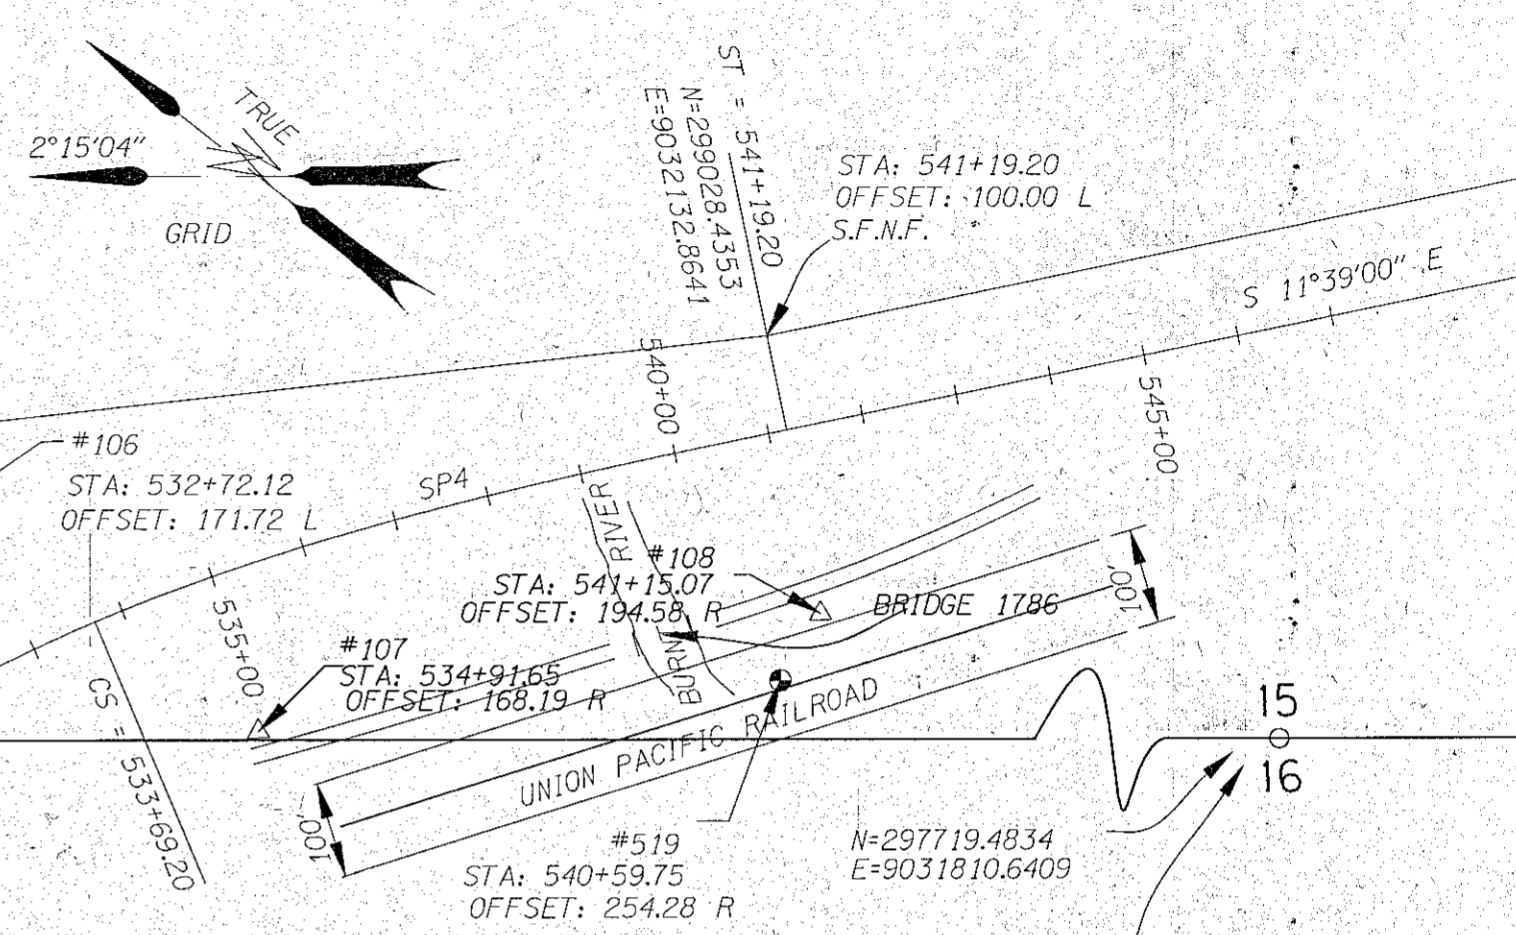 TRUE
2°15'04"
GRID
ST = 541+19.20
N=299028.4353
E=9032132.8641
STA: 541+19.20
OFFSET: 100.00 L
S.F.N.F.
S 11°39'00" E
540+00
545+00
#106
STA: 532+72.12
OFFSET: 171.72 L
SP4
RIVER
BURNT
#108
STA: 541+15.07
OFFSET: 194.58 R
BRIDGE 1786
100'
535+00
#107
STA: 534+91.65
OFFSET: 168.19 R
CS = 533+69.20
UNION PACIFIC RAILROAD
100'
15
16
#519
STA: 540+59.75
OFFSET: 254.28 R
N=297719.4834
E=9031810.6409